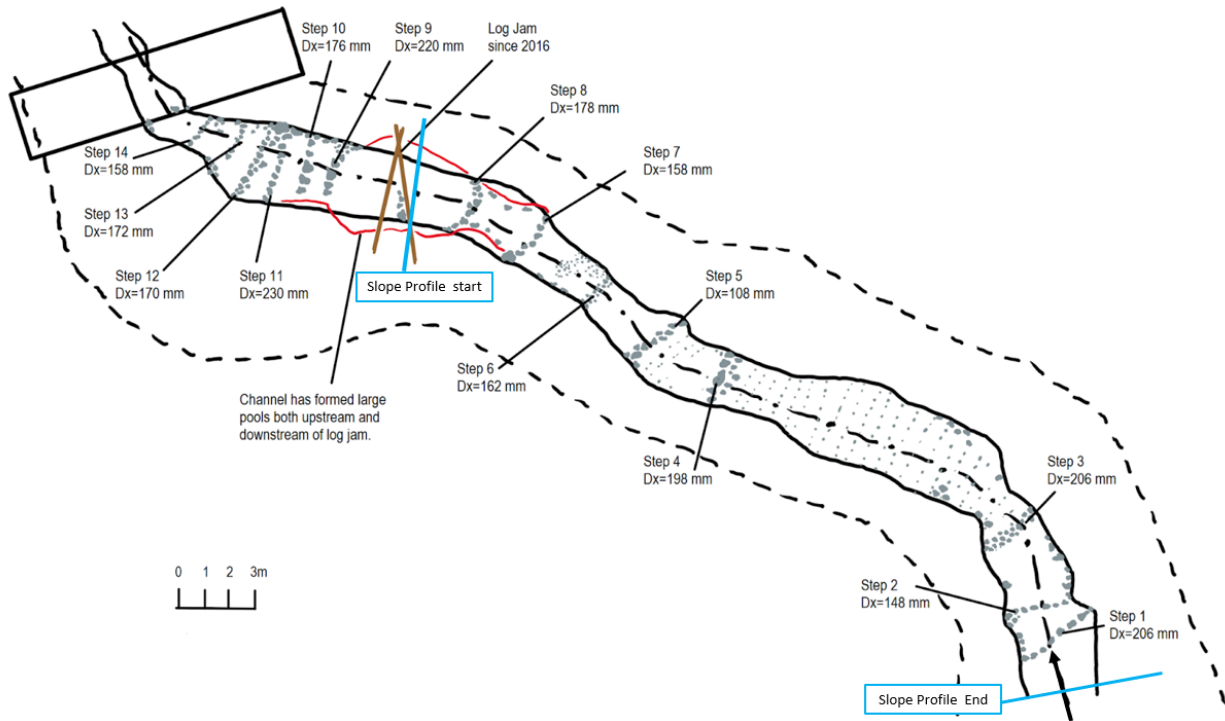 Step 10
Dx=176 mm
Step 9
Dx=220 mm
Log Jam
since 2016
Step 8
Dx=178 mm
Step 7
Dx=158 mm
Step 14
Dx=158 mm
Step 13
Dx=172 mm
Step 12
Dx=170 mm
Step 11
Dx=230 mm
Slope Profile start
Step 5
Dx=108 mm
Step 6
Dx=162 mm
Channel has formed large
pools both upstream and
downstream of log jam.
Step 4
Dx=198 mm
Step 3
Dx=206 mm
0 1 2 3m
Step 2
Dx=148 mm
Step 1
Dx=206 mm
Slope Profile End